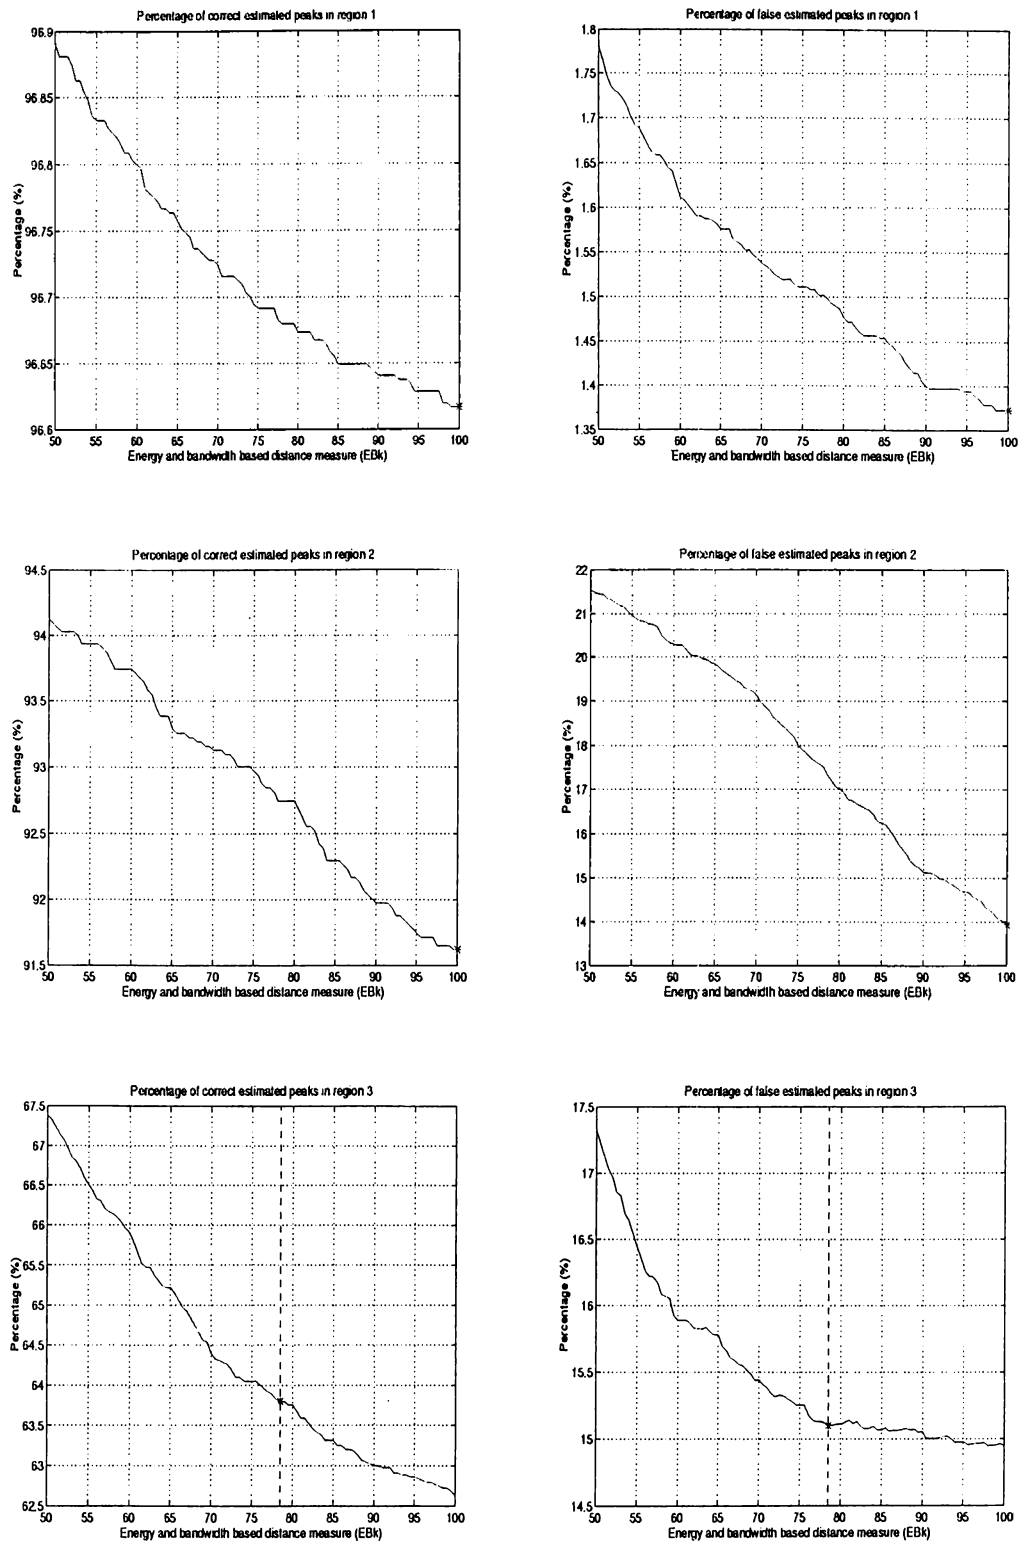 Percentage of correct estimated peaks in region 1
96.9
96.85
96.8
96.75
96.7
96.65
96.6
Percentage (%)
50 55 60 65 70 75 80 85 90 95 100
Energy and bandwidth based distance measure (EBk)
Percentage of false estimated peaks in region 1
1.8
1.75
1.7
1.65
1.6
1.55
1.5
1.45
1.4
1.35
Percentage (%)
50 55 60 65 70 75 80 85 90 95 100
Energy and bandwidth based distance measure (EBk)
Percentage of correct estimated peaks in region 2
94.5
94
93.5
93
92.5
92
91.5
Percentage (%)
50 55 60 65 70 75 80 85 90 95 100
Energy and bandwidth based distance measure (EBk)
Percentage of false estimated peaks in region 2
22
21
20
19
18
17
16
15
14
13
Percentage (%)
50 55 60 65 70 75 80 85 90 95 100
Energy and bandwidth based distance measure (EBk)
Percentage of correct estimated peaks in region 3
67.5
67
66.5
66
65.5
65
64.5
64
63.5
63
62.5
Percentage (%)
50 55 60 65 70 75 80 85 90 95 100
Energy and bandwidth based distance measure (EBk)
Percentage of false estimated peaks in region 3
17.5
17
16.5
16
15.5
15
14.5
Percentage (%)
50 55 60 65 70 75 80 85 90 95 100
Energy and bandwidth based distance measure (EBk)